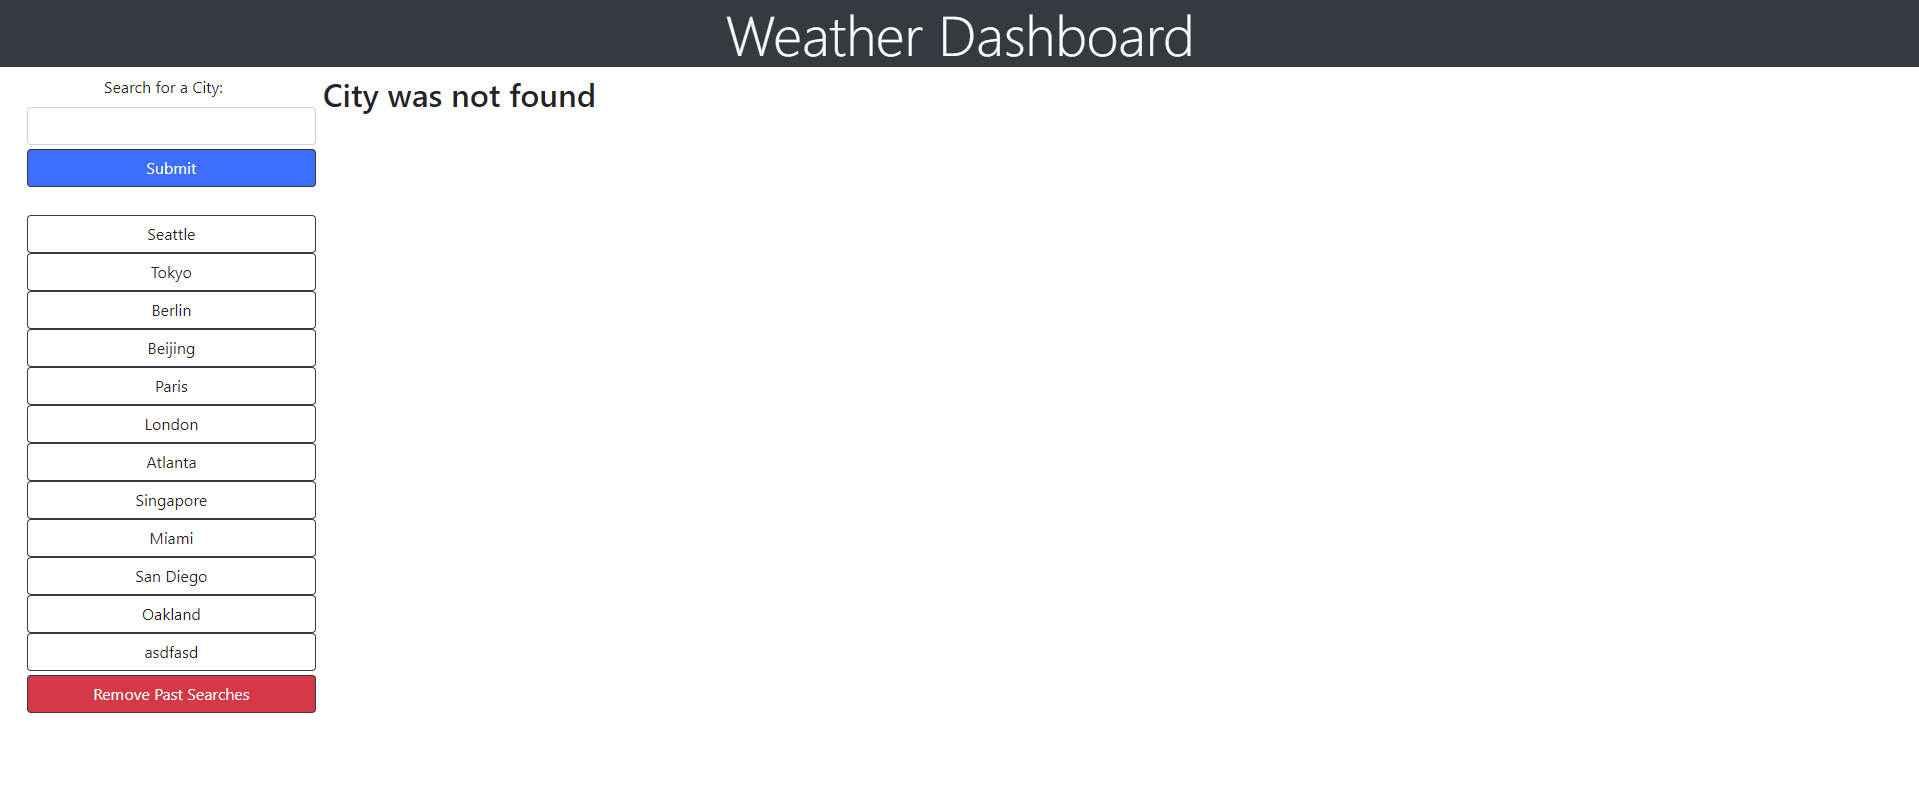 Weather Dashboard
Search for a City:
City was not found
Submit
Seattle
Tokyo
Berlin
Beijing
Paris
London
Atlanta
Singapore
Miami
San Diego
Oakland
asdfasd
Remove Past Searches